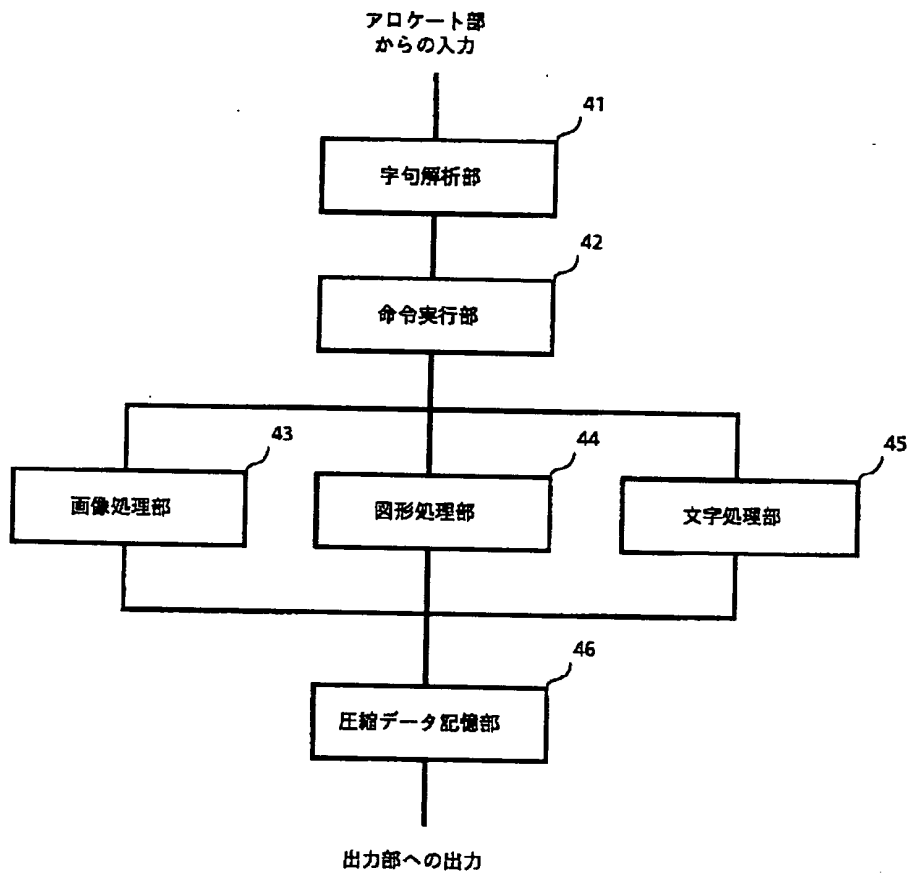 アロケート部
からの入力
41
字句解析部
42
命令実行部
43
画像処理部
44
図形処理部
45
文字処理部
46
圧縮データ記憶部
出力部への出力